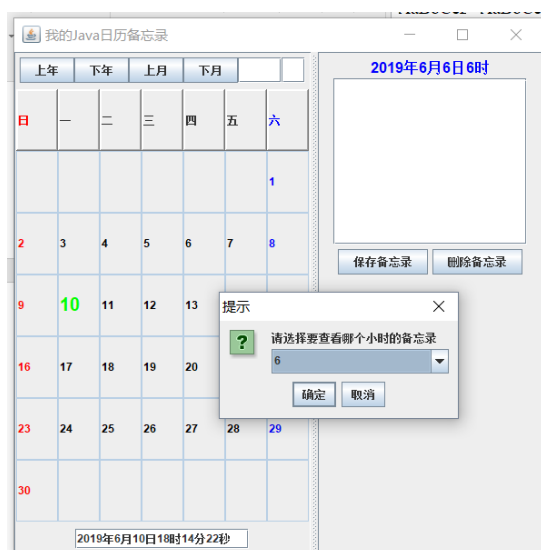 我的Java日历备忘录
上年 下年 上月 下月
2019年6月6日6时
日 一 二 三 四 五 六
1
2 3 4 5 6 7 8
保存备忘录 删除备忘录
9 10 11 12 13
提示
请选择要查看哪个小时的备忘录
6
确定 取消
16 17 18 19 20
23 24 25 26 27 28 29
30
2019年6月10日18时14分22秒